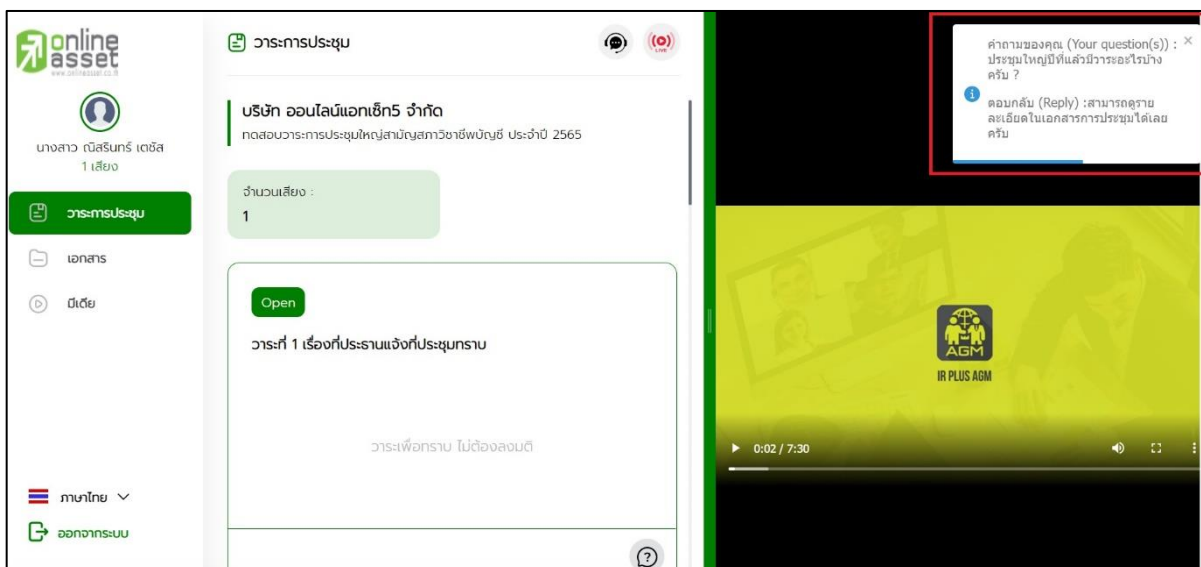 online
asset
www.onlineasset.co.th
นางสาว ณิสรินทร์ เตชัส
1 เสียง
วาระการประชุม
เอกสาร
มีเดีย
ภาษาไทย
ออกจากระบบ
วาระการประชุม
LIVE
บริษัท ออนไลน์แอทเซ็ท5 จำกัด
ทดสอบวาระการประชุมใหญ่สามัญสภาวิชาชีพบัญชี ประจำปี 2565
จำนวนเสียง :
1
Open
วาระที่ 1 เรื่องที่ประธานแจ้งที่ประชุมทราบ
วาระเพื่อทราบ ไม่ต้องลงมติ
คำถามของคุณ (Your question(s)) :
ประชุมใหญ่ปีที่แล้วมีวาระอะไรบ้าง
ครับ ?
ตอบกลับ (Reply) :สามารถดูราย
ละเอียดในเอกสารการประชุมได้เลย
ครับ
AGM
IR PLUS AGM
0:02 / 7:30